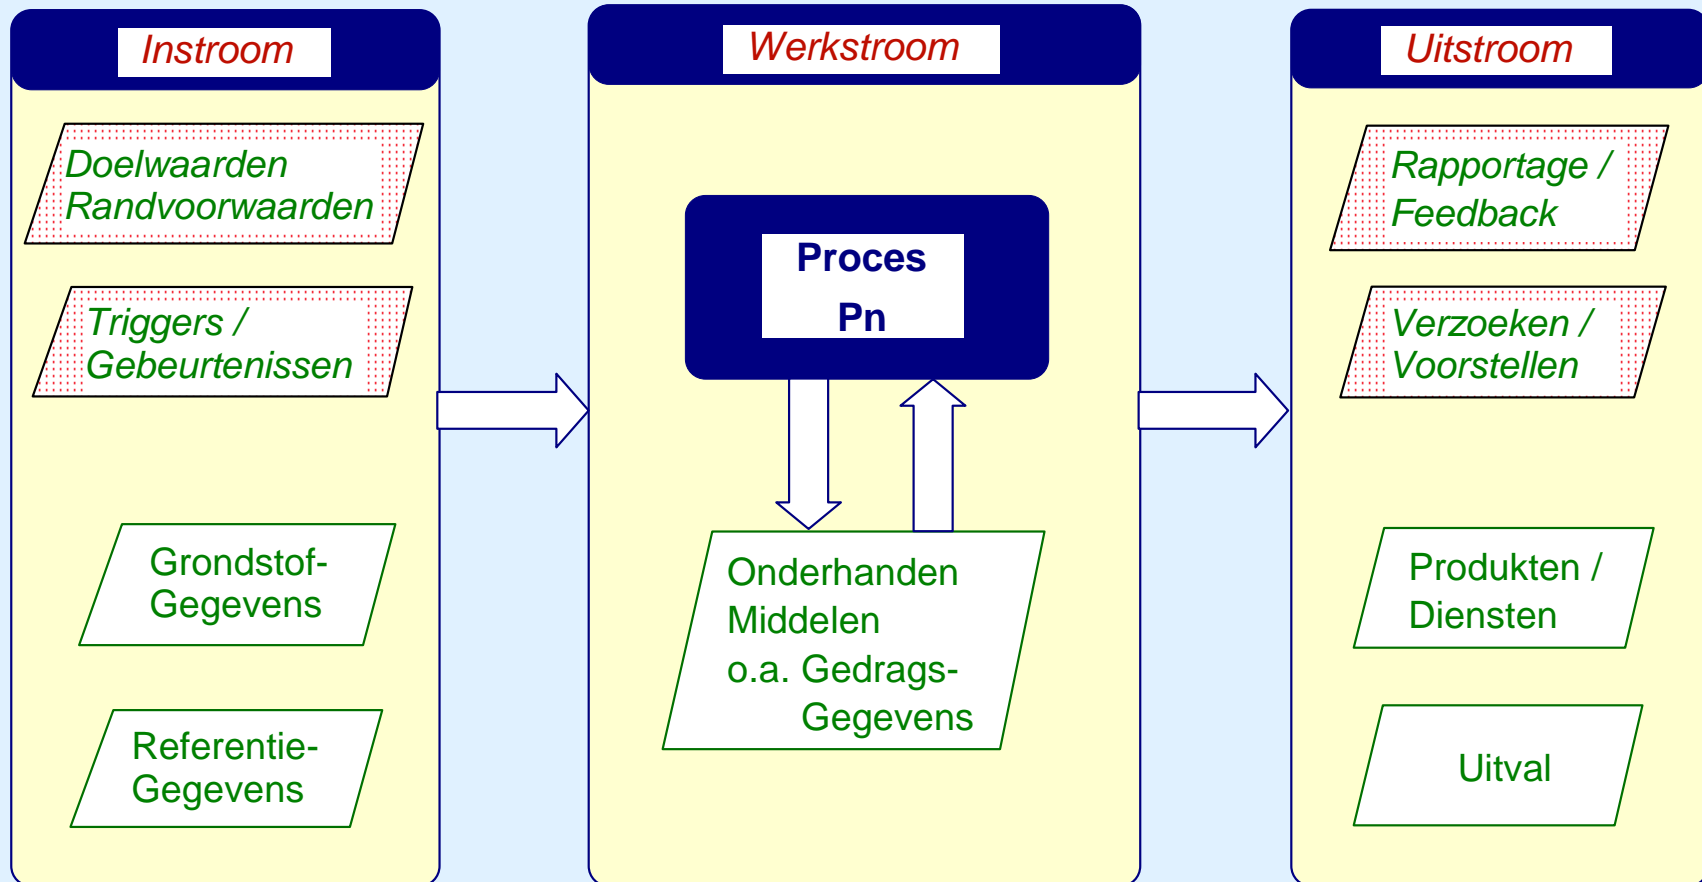 Instroom
Doelwaarden
Randvoorwaarden
Triggers /
Gebeurtenissen
Grondstof-
Gegevens
Referentie-
Gegevens
Werkstroom
Proces
Pn
Onderhanden
Middelen
o.a. Gedrags-
Gegevens
Uitstroom
Rapportage /
Feedback
Verzoeken /
Voorstellen
Produkten /
Diensten
Uitval